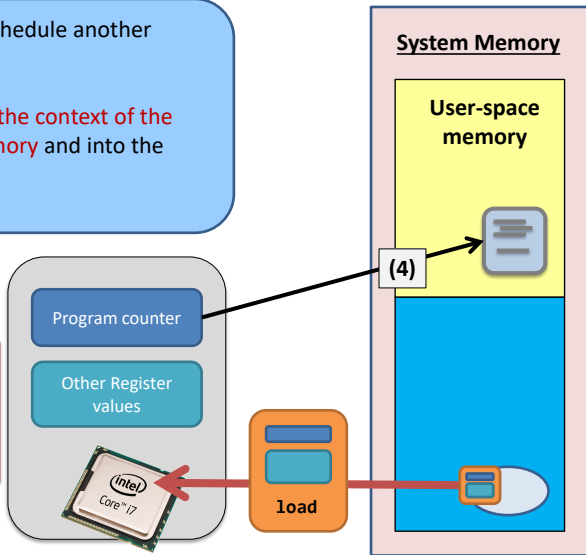 hedule another
the context of the
nory and into the
System Memory
User-space
memory
(4)
Program counter
Other Register
values
load
intel
Core™ i7